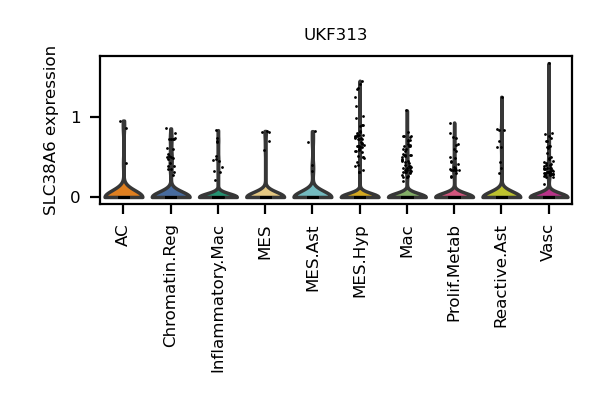 UKF313
SLC38A6 expression
1
0
AC
Chromatin.Reg
Inflammatory.Mac
MES
MES.Ast
MES.Hyp
Mac
Prolif.Metab
Reactive.Ast
Vasc